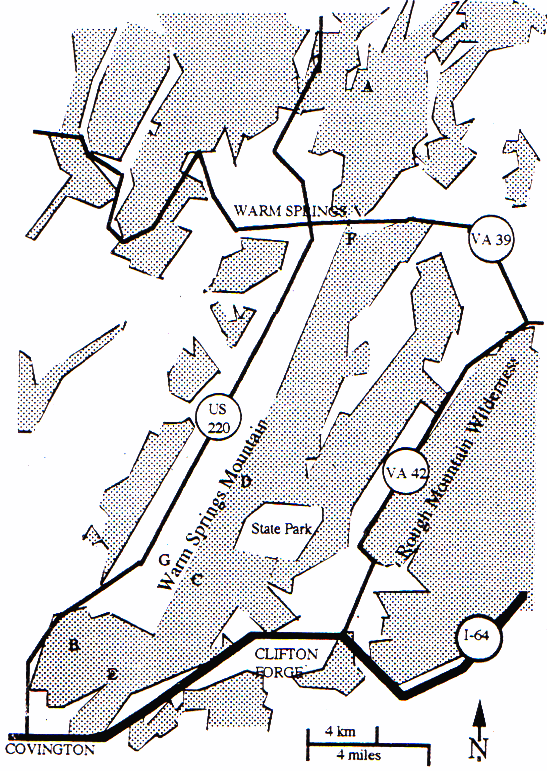 A
WARM SPRINGS
F
VA 39
US
220
Warm Springs Mountain
VA 42
Rough Mountain Wilderness
D
State Park
G
C
B
E
I-64
CLIFTON
FORGE
COVINGTON
4 km
4 miles
N